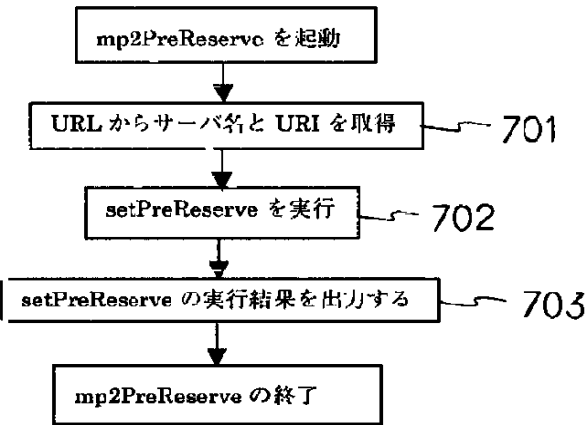 mp2PreReserve を起動
URL からサーバ名と URI を取得
701
setPreReserve を実行
702
setPreReserve の実行結果を出力する
703
mp2PreReserve の終了